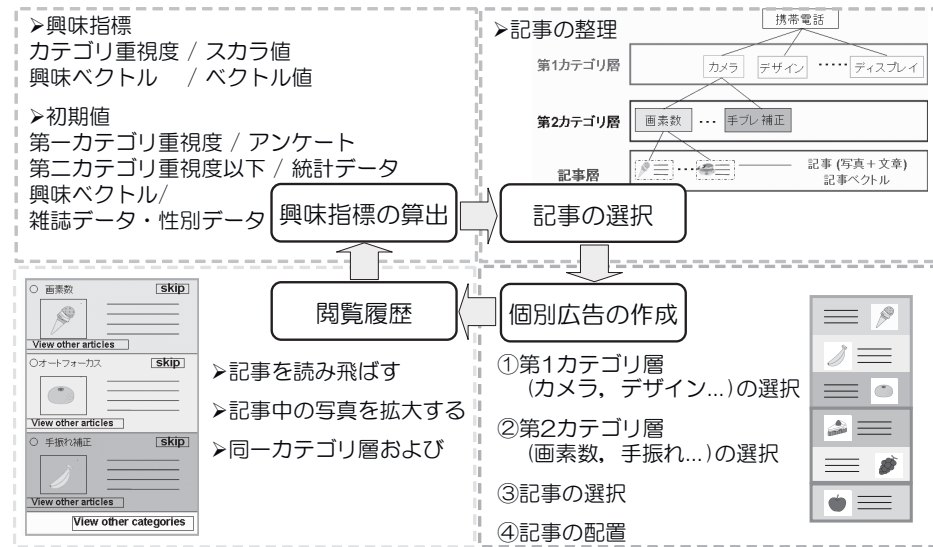 ➢興味指標
カテゴリ重視度 / スカラ値
興味ベクトル / ベクトル値
➢初期値
第一カテゴリ重視度 / アンケート
第二カテゴリ重視度以下 / 統計データ
興味ベクトル/
雑誌データ・性別データ
興味指標の算出
➢記事の整理
携帯電話
第1カテゴリ層
カメラ デザイン ····· ディスプレイ
第2カテゴリ層
画素数 ··· 手ブレ補正
記事層
··· 記事 (写真+文章)
記事ベクトル
記事の選択
閲覧履歴
○ 画素数 skip
View other articles
○オートフォーカス skip
View other articles
○ 手振れ補正 skip
View other articles
View other categories
➢記事を読み飛ばす
➢記事中の写真を拡大する
➢同一カテゴリ層および
個別広告の作成
①第1カテゴリ層
(カメラ，デザイン...)の選択
②第2カテゴリ層
(画素数，手振れ...)の選択
③記事の選択
④記事の配置